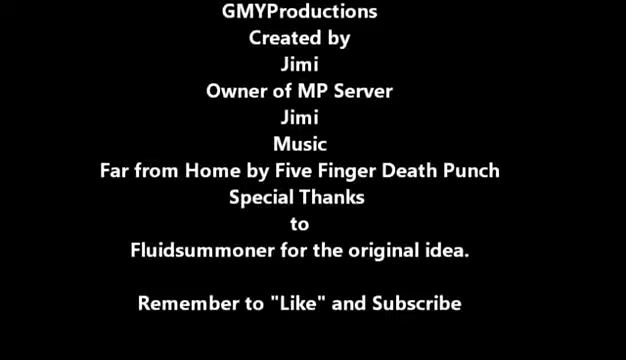 GMYProductions
Created by
Jimi
Owner of MP Server
Jimi
Music
Far from Home by Five Finger Death Punch
Special Thanks
to
Fluidsummoner for the original idea.
Remember to "Like" and Subscribe